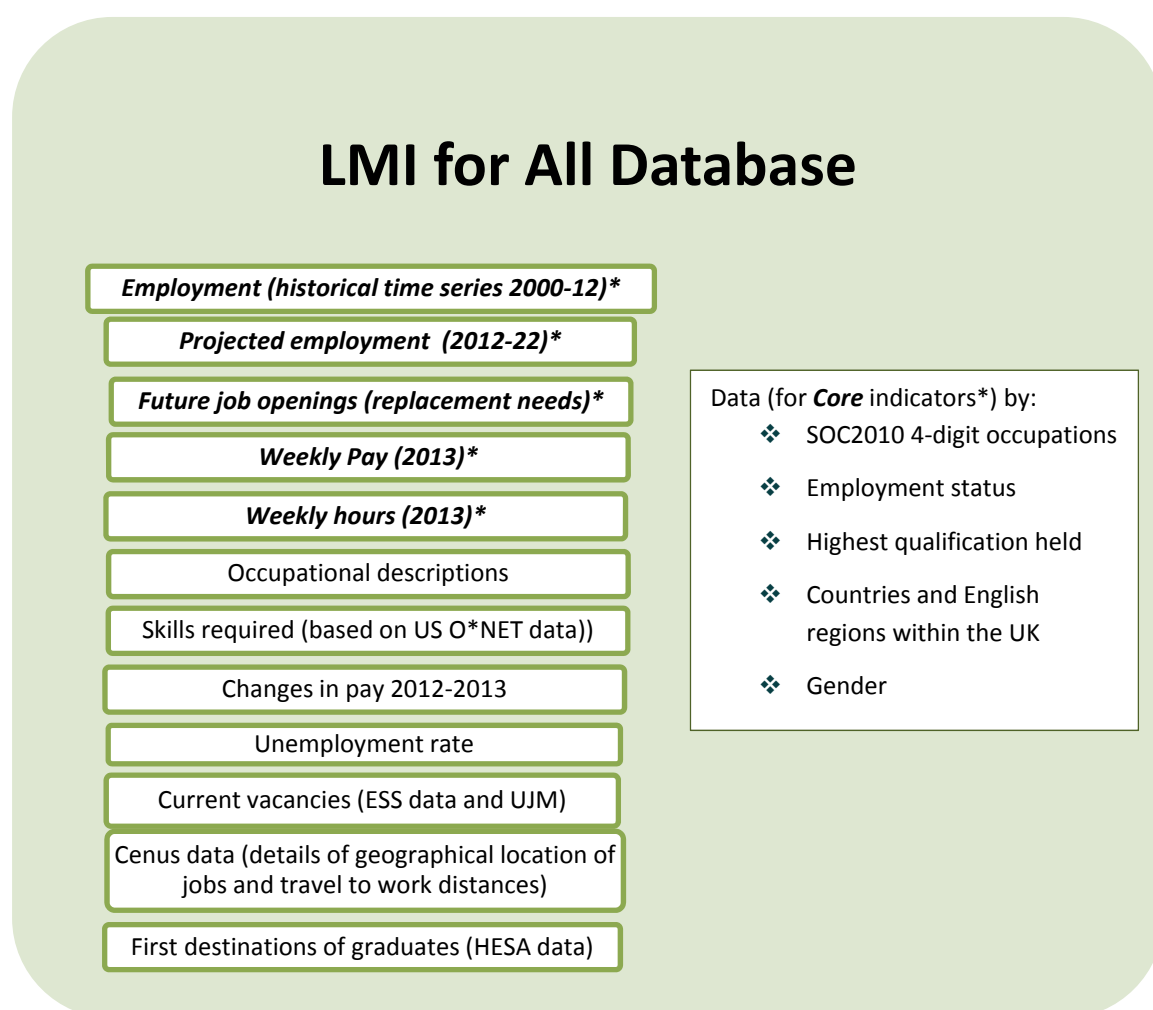 LMI for All Database
Employment (historical time series 2000-12)*
Projected employment (2012-22)*
Future job openings (replacement needs)*
Weekly Pay (2013)*
Weekly hours (2013)*
Occupational descriptions
Skills required (based on US O*NET data))
Changes in pay 2012-2013
Unemployment rate
Current vacancies (ESS data and UJM)
Cenus data (details of geographical location of
jobs and travel to work distances)
First destinations of graduates (HESA data)
Data (for Core indicators*) by:
❖ SOC2010 4-digit occupations
❖ Employment status
❖ Highest qualification held
❖ Countries and English
regions within the UK
❖ Gender